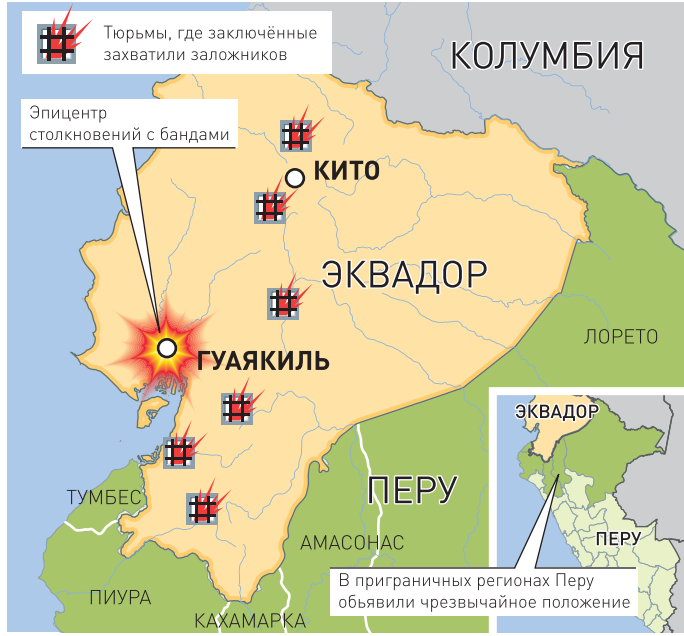 Тюрьмы, где заключённые
захватили заложников
КОЛУМБИЯ
Эпицентр
столкновений с бандами
КИТО
ЭКВАДОР
ЛОРЕТО
ГУАЯКИЛЬ
ЭКВАДОР
ПЕРУ
ТУМБЕС
АМАСОНАС
ПЕРУ
В приграничных регионах Перу
обьявили чрезвычайное положение
ПИУРА
КАХАМАРКА